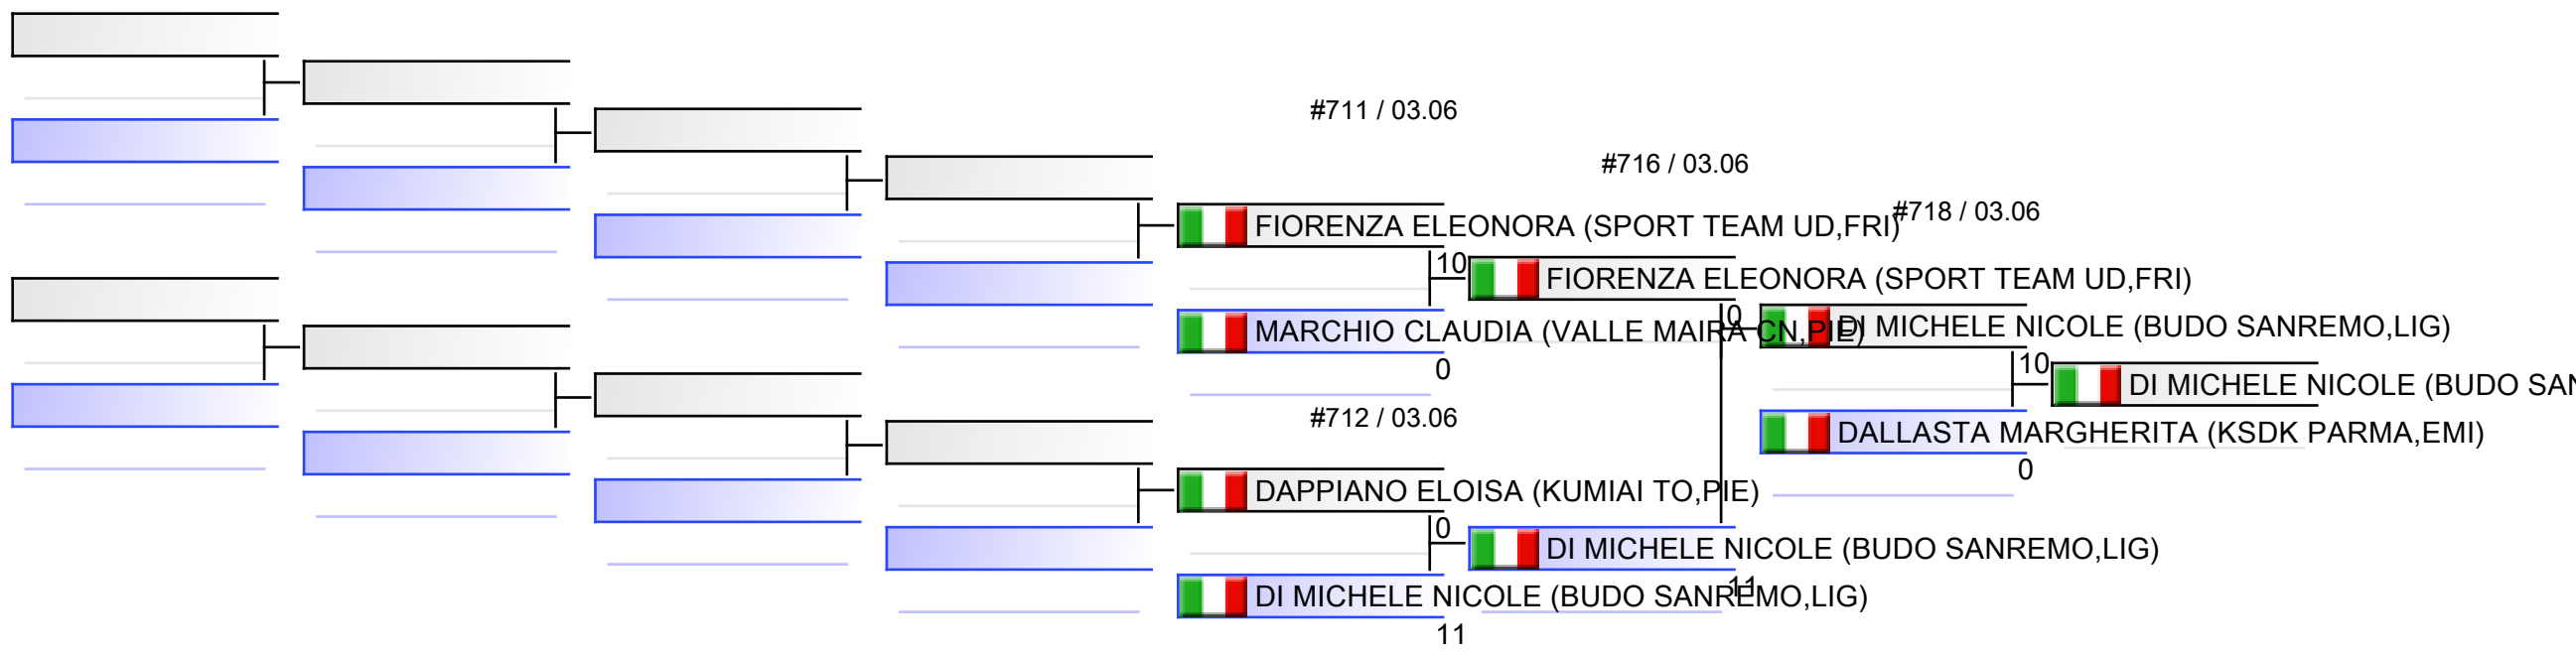 #711 / 03.06
#716 / 03.06
#718 / 03.06
FIORENZA ELEONORA (SPORT TEAM UD,FRI)
10
FIORENZA ELEONORA (SPORT TEAM UD,FRI)
0
MARCHIO CLAUDIA (VALLE MAIRA CN,PIE)
0
DI MICHELE NICOLE (BUDO SANREMO,LIG)
10
DI MICHELE NICOLE (BUDO SAN
DALLASTA MARGHERITA (KSDK PARMA,EMI)
0
#712 / 03.06
DAPPIANO ELOISA (KUMIAI TO,PIE)
0
DI MICHELE NICOLE (BUDO SANREMO,LIG)
11
DI MICHELE NICOLE (BUDO SANREMO,LIG)
11